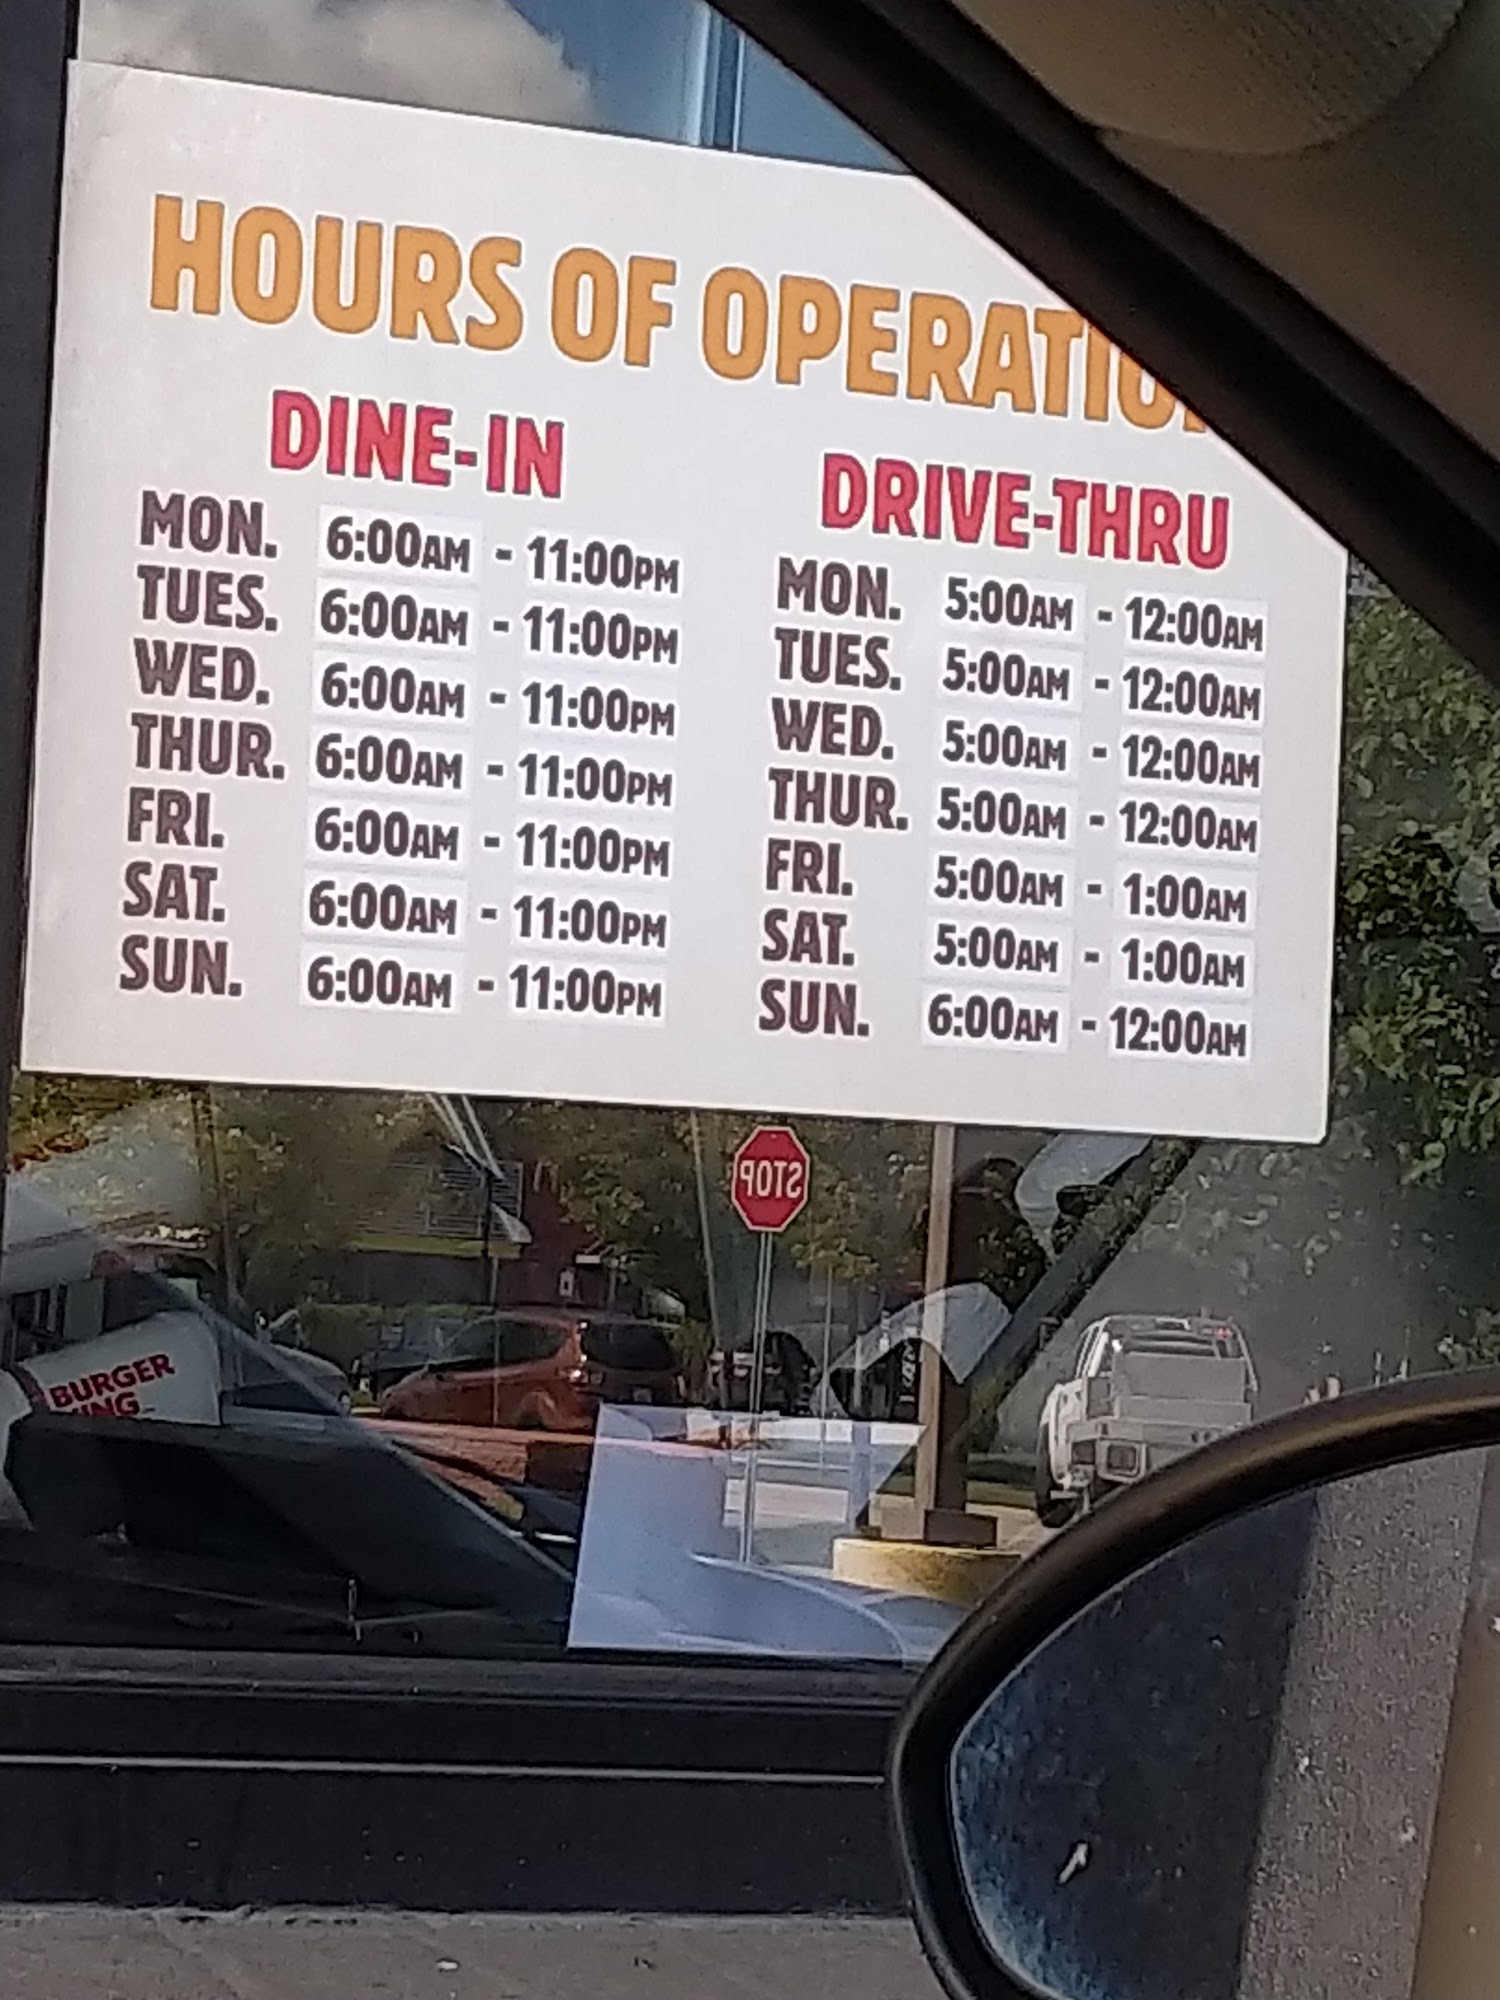 HOURS OF OPERATIO
DINE-IN
MON. 6:00AM - 11:00PM
TUES. 6:00AM - 11:00PM
WED. 6:00AM - 11:00PM
THUR. 6:00AM - 11:00PM
FRI. 6:00AM - 11:00PM
SAT. 6:00AM - 11:00PM
SUN. 6:00AM - 11:00PM
DRIVE-THRU
MON. 5:00AM - 12:00AM
TUES. 5:00AM - 12:00AM
WED. 5:00AM - 12:00AM
THUR. 5:00AM - 12:00AM
FRI. 5:00AM - 1:00AM
SAT. 5:00AM - 1:00AM
SUN. 6:00AM - 12:00AM
STOP
BURGER
KING